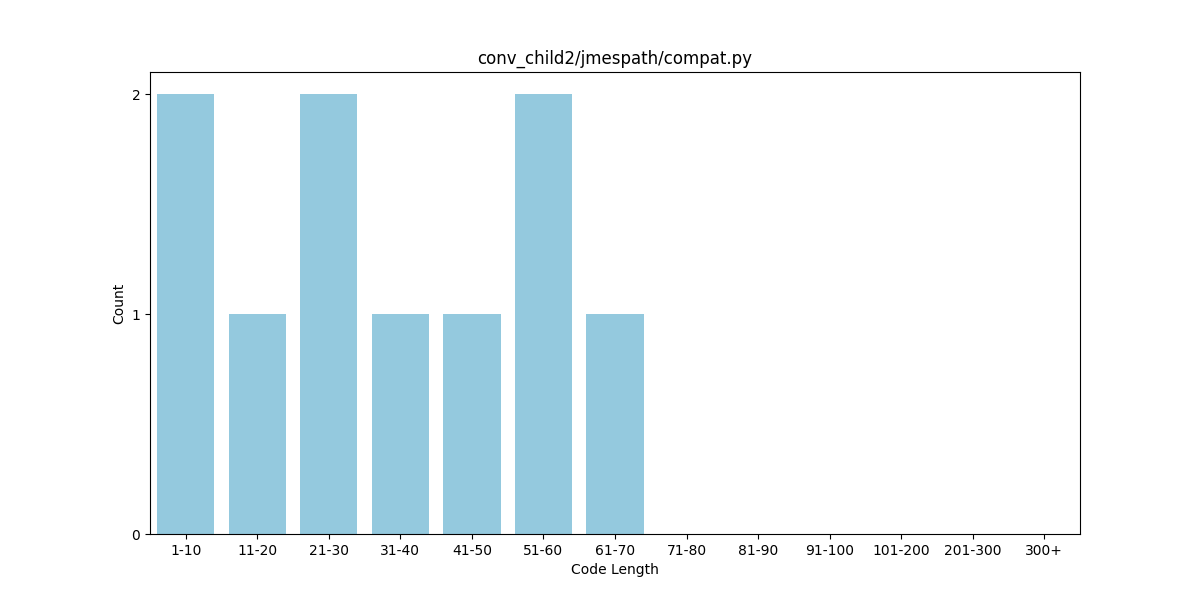 conv_child2/jmespath/compat.py
2
1
0
Count
1-10 11-20 21-30 31-40 41-50 51-60 61-70 71-80 81-90 91-100 101-200 201-300 300+
Code Length